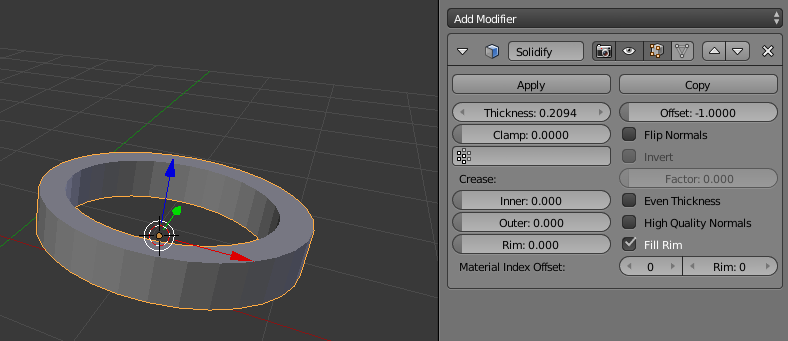 Add Modifier
Solidify
Apply Copy
Thickness: 0.2094 Offset: -1.0000
Clamp: 0.0000 Flip Normals
Invert
Crease: Factor: 0.000
Inner: 0.000 Even Thickness
Outer: 0.000 High Quality Normals
Rim: 0.000 Fill Rim
Material Index Offset: 0 Rim: 0